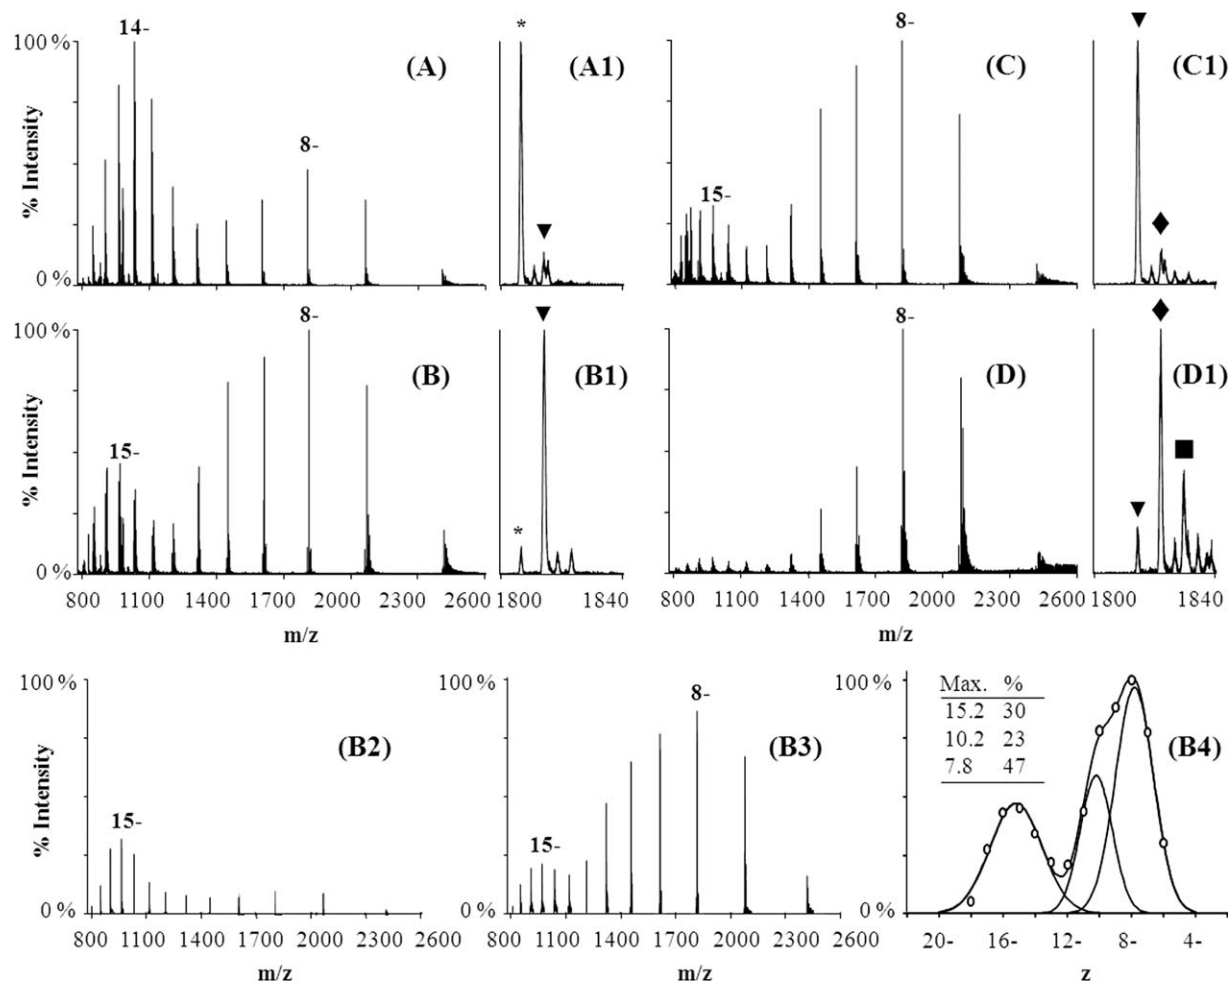 14-
*
8-
▼
100 %
(A)
(A1)
(C)
(C1)
% Intensity
8-
15-
▼
◆
0 %
8-
▼
8-
◆
100%
(B)
(B1)
(D)
(D1)
% Intensity
15-
*
■
▼
0 %
800 1100 1400 1700 2000 2300 2600 1800 1840 800 1100 1400 1700 2000 2300 2600 1800 1840
m/z m/z
100 % 100 % 100%
8-
Max. %
15.2 30
10.2 23
7.8 47
(B2) (B3) (B4)
% Intensity
15- 15-
0 % 0 % 0 %
800 1100 1400 1700 2000 2300 2600 800 1100 1400 1700 2000 2300 2600 20- 16- 12- 8- 4-
m/z m/z z